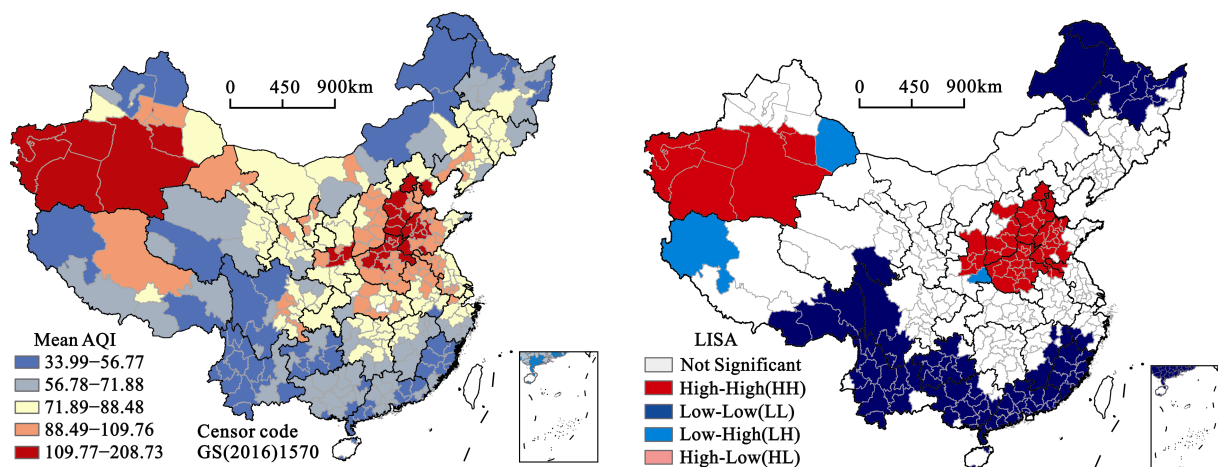 0 450 900km
Mean AQI
33.99–56.77
56.78–71.88
71.89–88.48
88.49–109.76
109.77–208.73
Censor code
GS(2016)1570
0 450 900km
LISA
Not Significant
High-High(HH)
Low-Low(LL)
Low-High(LH)
High-Low(HL)